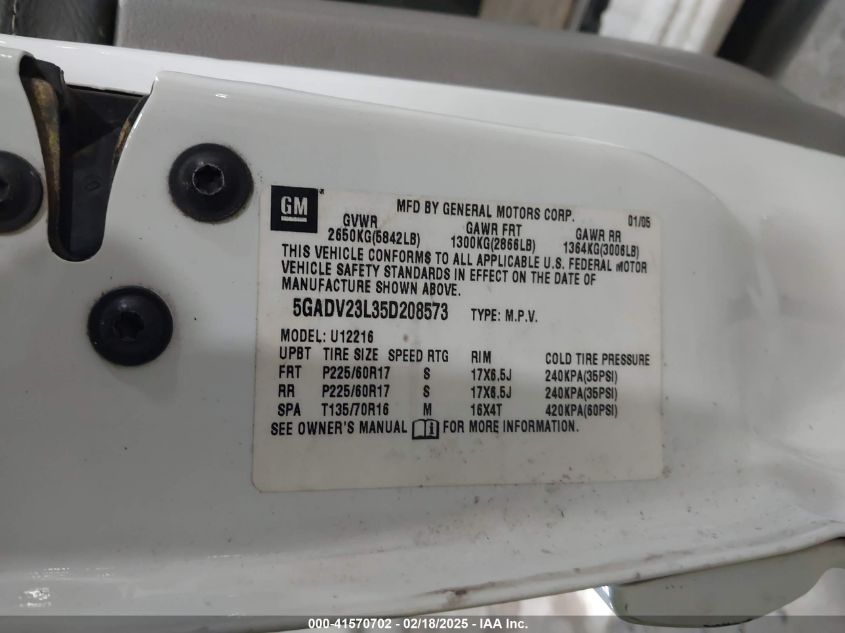 GM
MFD BY GENERAL MOTORS CORP. 01/05
GVWR GAWR FRT GAWR RR
2650KG(5842LB) 1300KG(2866LB) 1364KG(3006LB)
THIS VEHICLE CONFORMS TO ALL APPLICABLE U.S. FEDERAL MOTOR
VEHICLE SAFETY STANDARDS IN EFFECT ON THE DATE OF
MANUFACTURE SHOWN ABOVE.
5GADV23L35D208573 TYPE: M.P.V.
MODEL: U12216
UPBT TIRE SIZE SPEED RTG RIM COLD TIRE PRESSURE
FRT P225/60R17 S 17X6.5J 240KPA(35PSI)
RR P225/60R17 S 17X6.5J 240KPA(35PSI)
SPA T135/70R16 M 16X4T 420KPA(60PSI)
SEE OWNER'S MANUAL i FOR MORE INFORMATION.
000-41570702 - 02/18/2025 - IAA Inc.